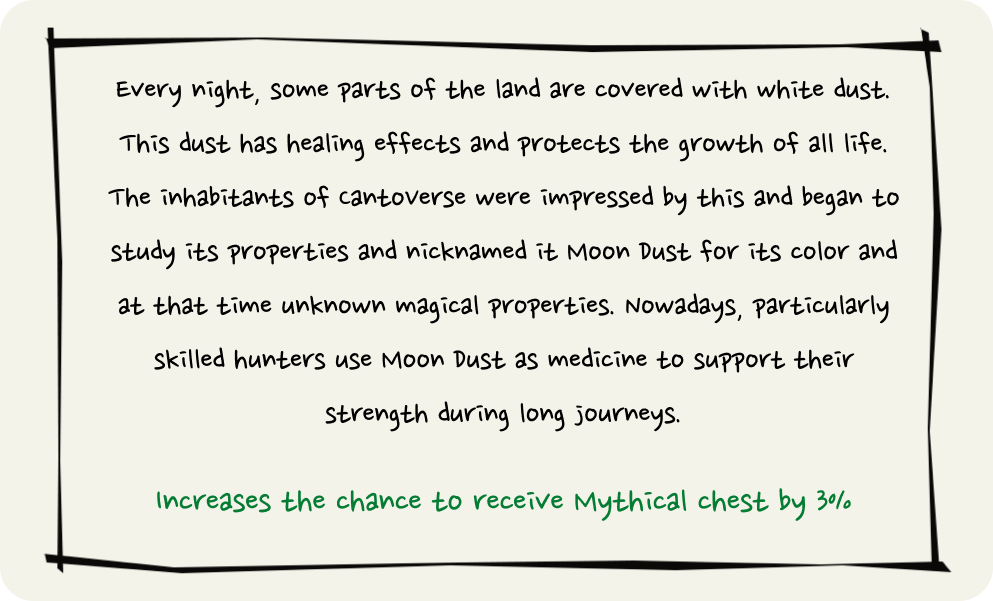 Every night, some parts of the land are covered with white dust.
This dust has healing effects and protects the growth of all life.
The inhabitants of Cantoverse were impressed by this and began to
study its properties and nicknamed it Moon Dust for its color and
at that time unknown magical properties. Nowadays, particularly
skilled hunters use Moon Dust as medicine to support their
strength during long journeys.
Increases the chance to receive Mythical chest by 3%